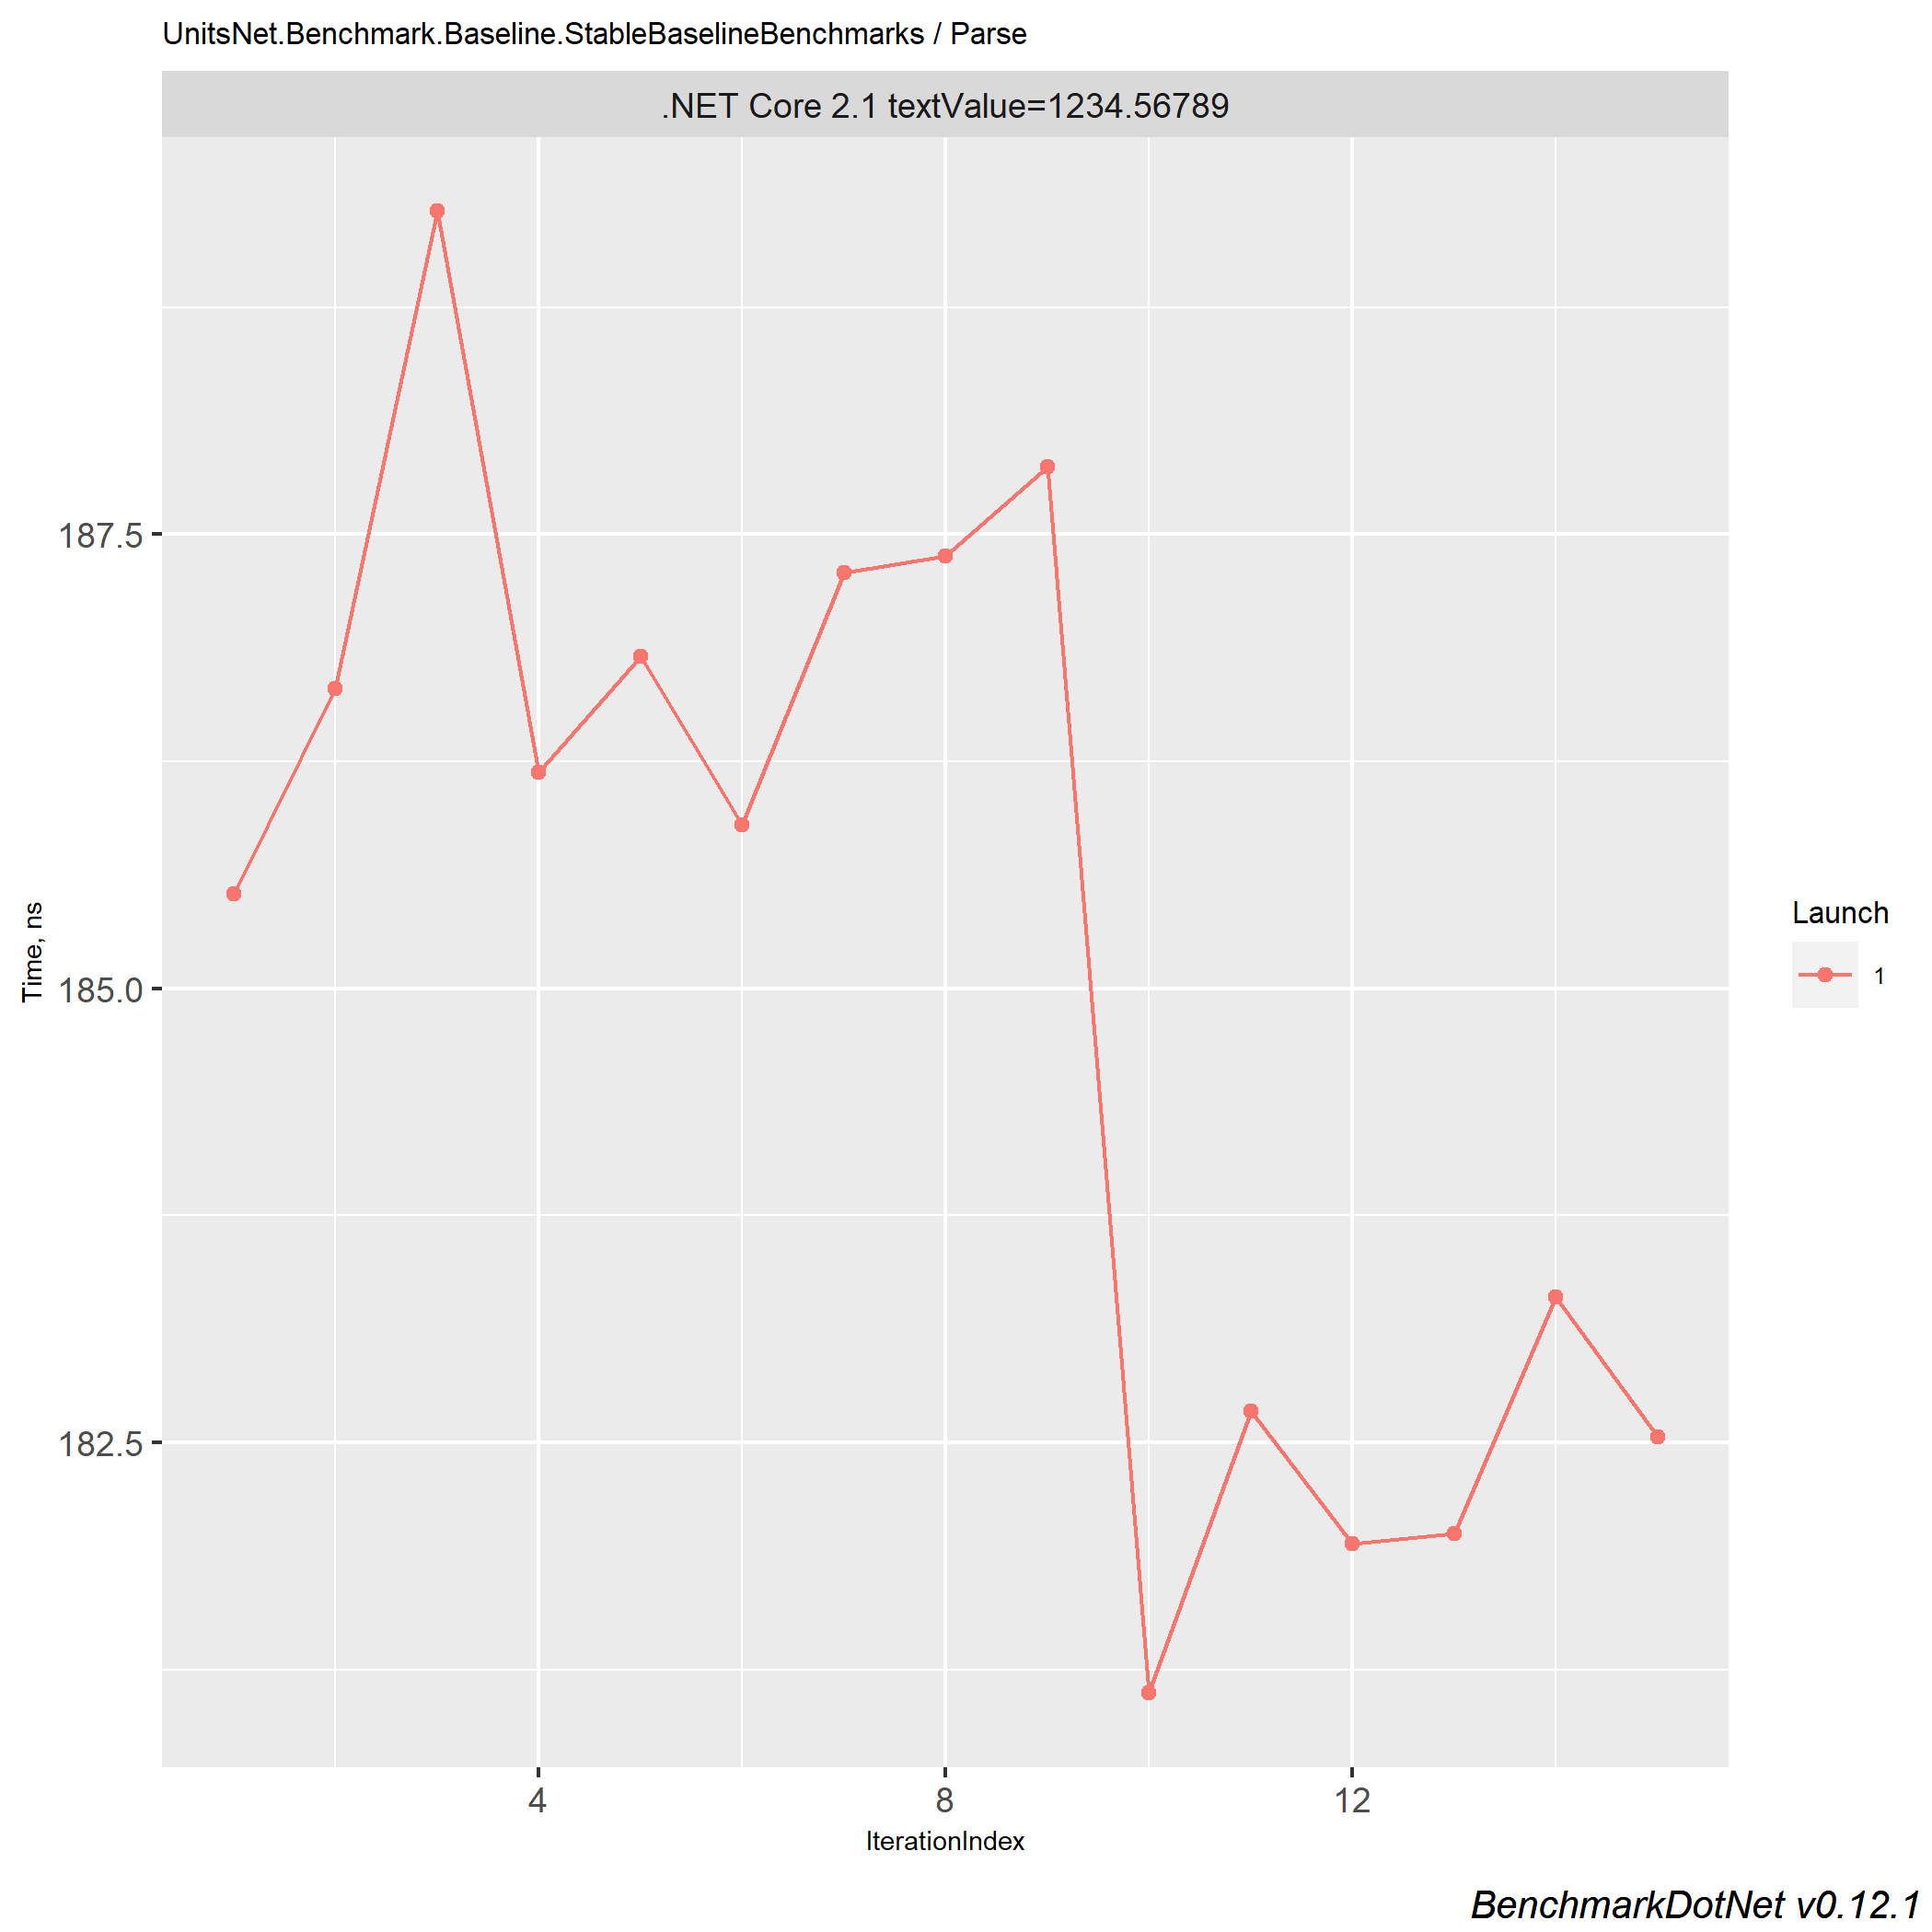 UnitsNet.Benchmark.Baseline.StableBaselineBenchmarks / Parse
.NET Core 2.1 textValue=1234.56789
187.5
185.0
182.5
Time, ns
4
8
12
IterationIndex
Launch
1
BenchmarkDotNet v0.12.1